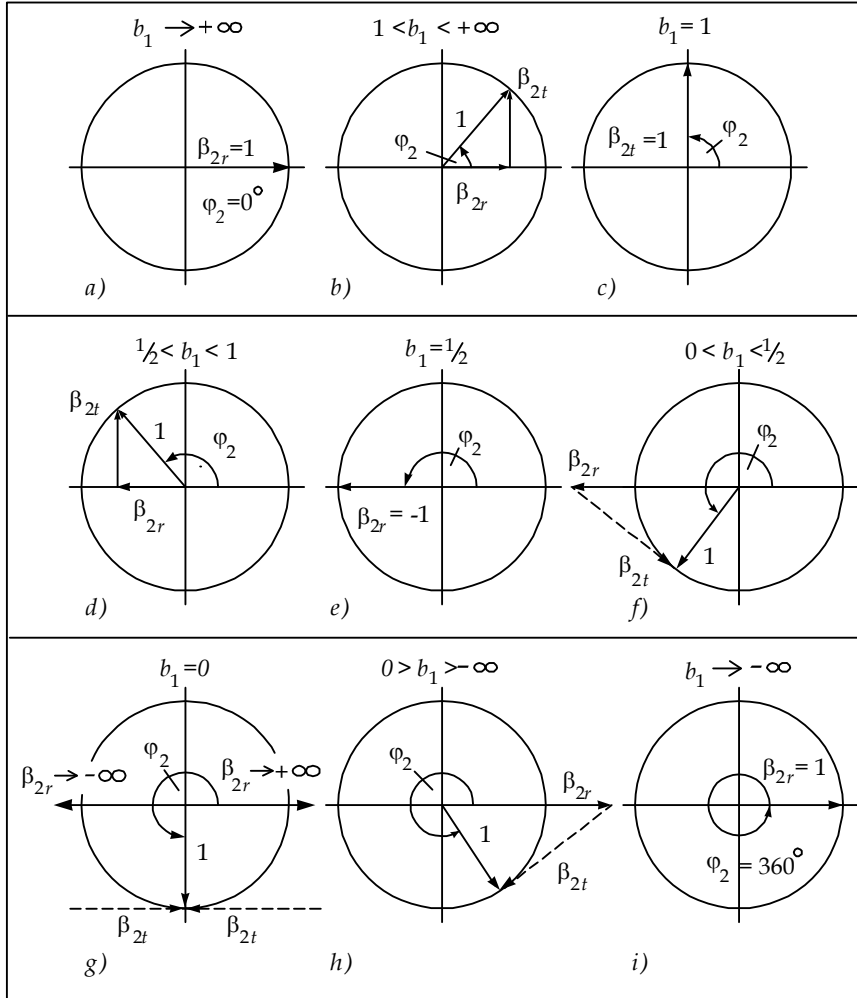 b₁ → + ∞
β₂ᵣ=1
φ₂=0°
a)
1 < b₁ < + ∞
β₂ₜ
1
φ₂
β₂ᵣ
b)
b₁ = 1
β₂ₜ = 1
φ₂
c)
½ < b₁ < 1
β₂ₜ
1
φ₂
β₂ᵣ
d)
b₁ = ½
φ₂
β₂ᵣ = -1
e)
0 < b₁ < ½
φ₂
β₂ᵣ
1
β₂ₜ
f)
b₁ = 0
φ₂
β₂ᵣ → - ∞
β₂ᵣ → + ∞
1
β₂ₜ
β₂ₜ
g)
0 > b₁ > - ∞
φ₂
β₂ᵣ
1
β₂ₜ
h)
b₁ → - ∞
β₂ᵣ = 1
φ₂ = 360°
i)